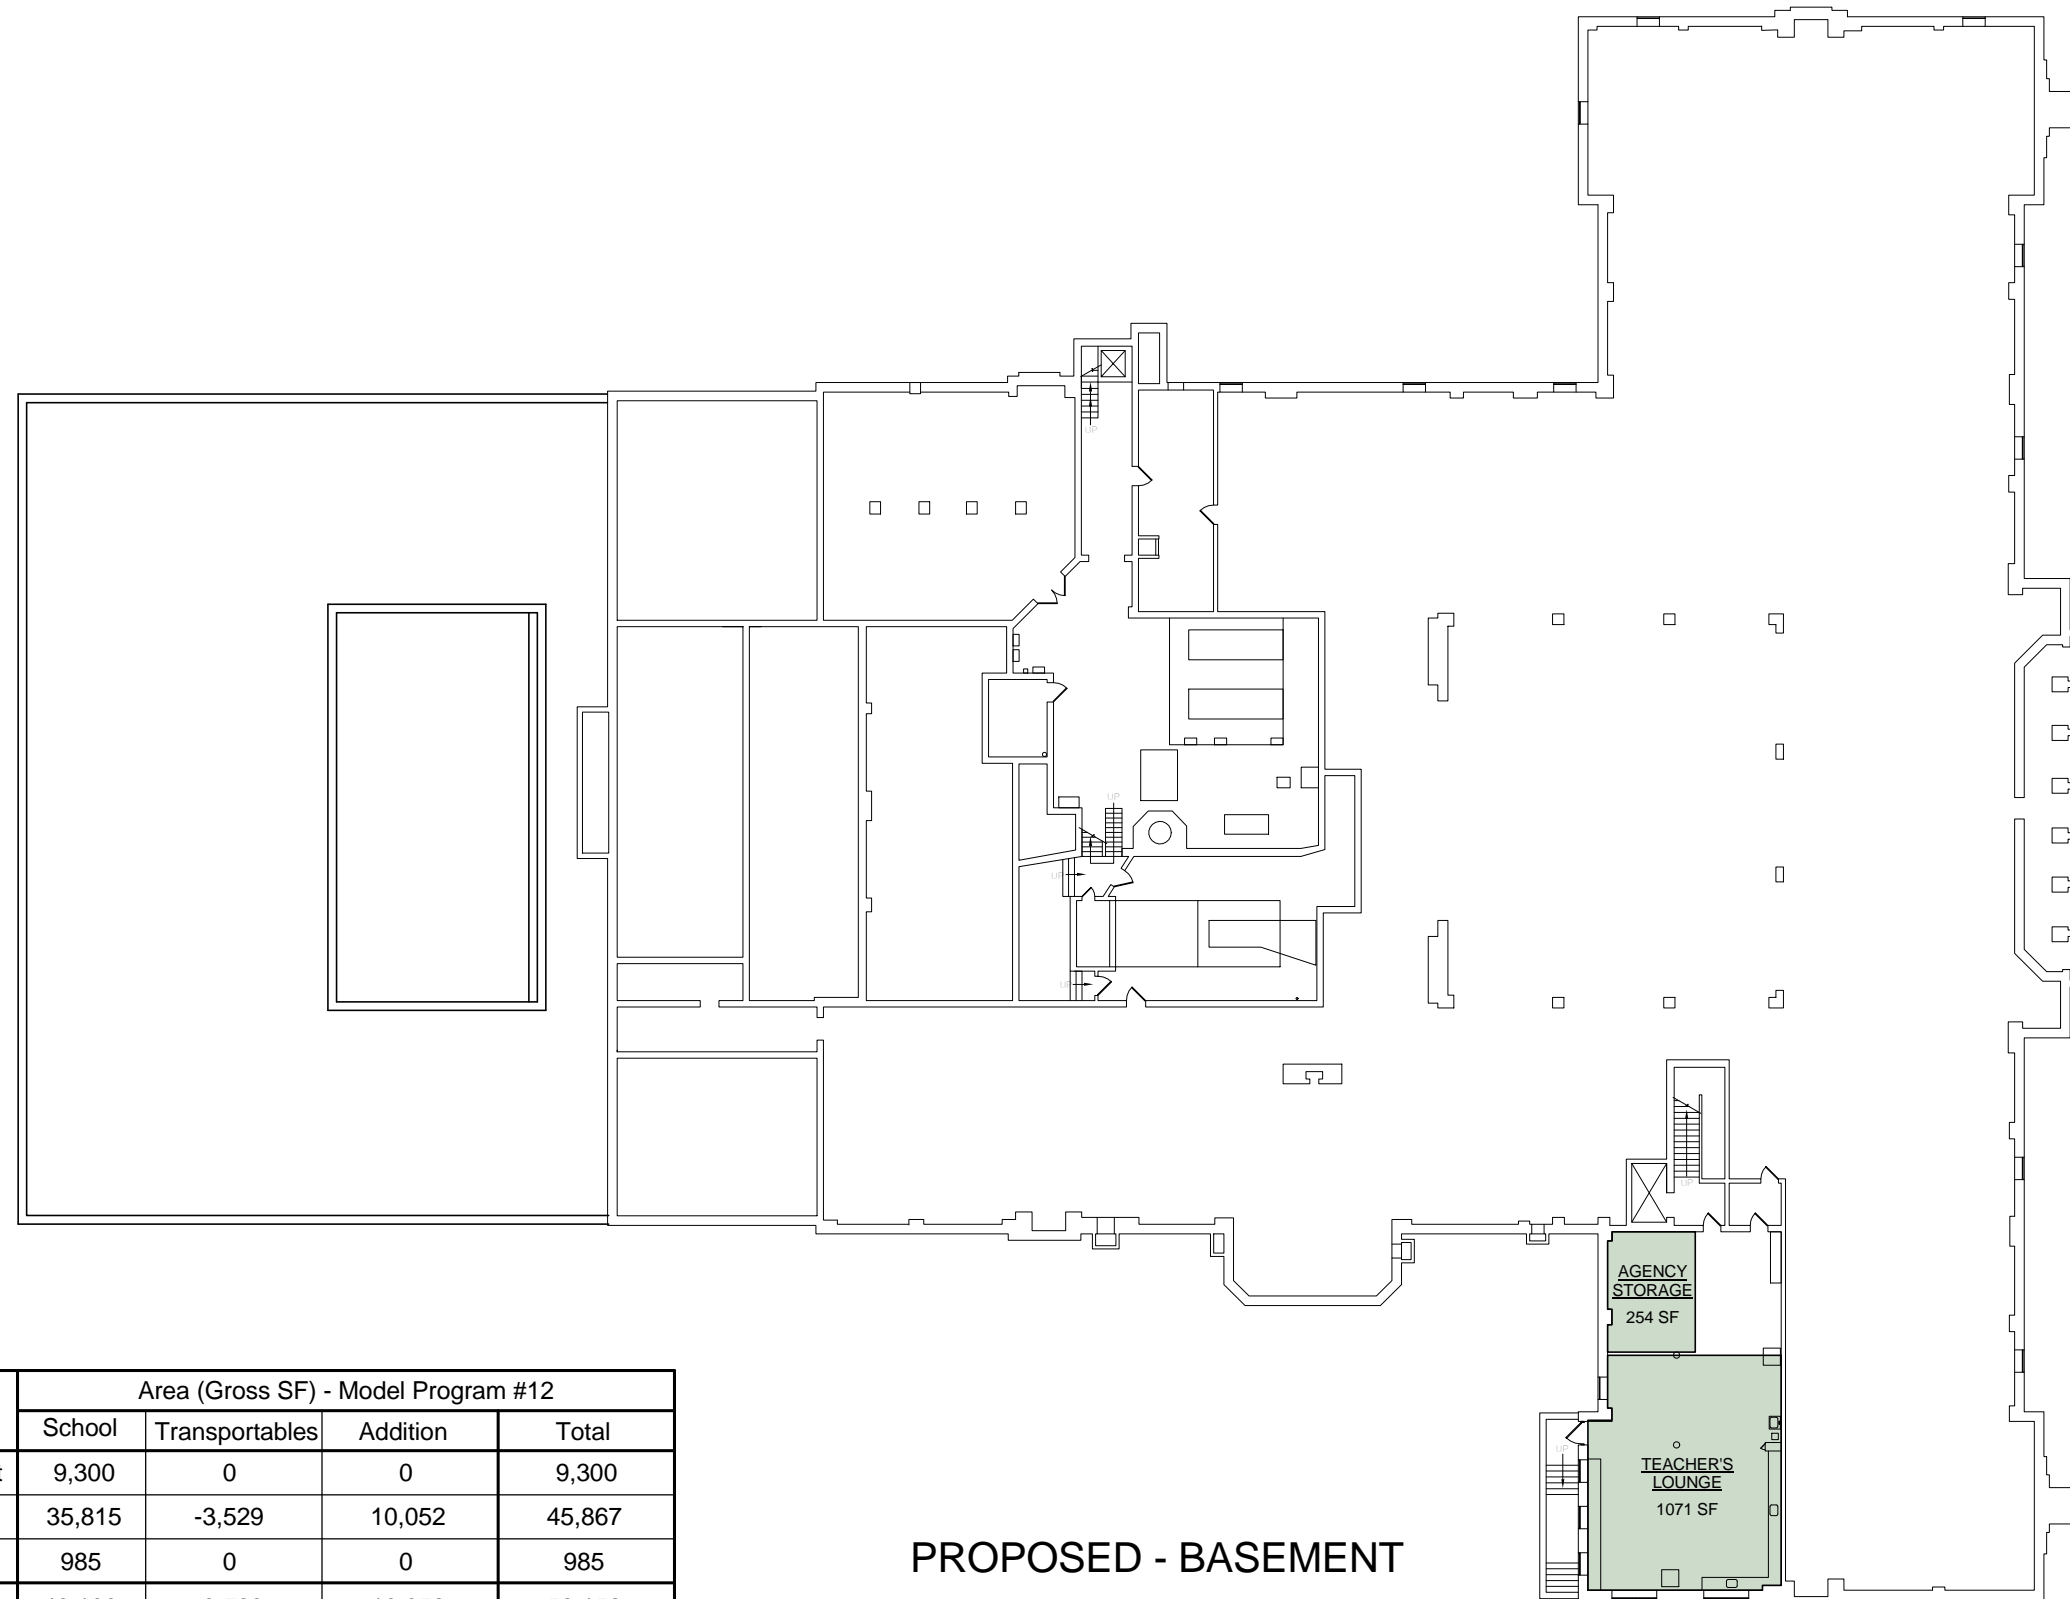 UP
UP
UP
UP
UP
AGENCY
STORAGE
254 SF
TEACHER'S
LOUNGE
1071 SF
UP
Area (Gross SF) - Model Program #12
School Transportables Addition Total
9,300 0 0 9,300
35,815 -3,529 10,052 45,867
985 0 0 985
PROPOSED - BASEMENT